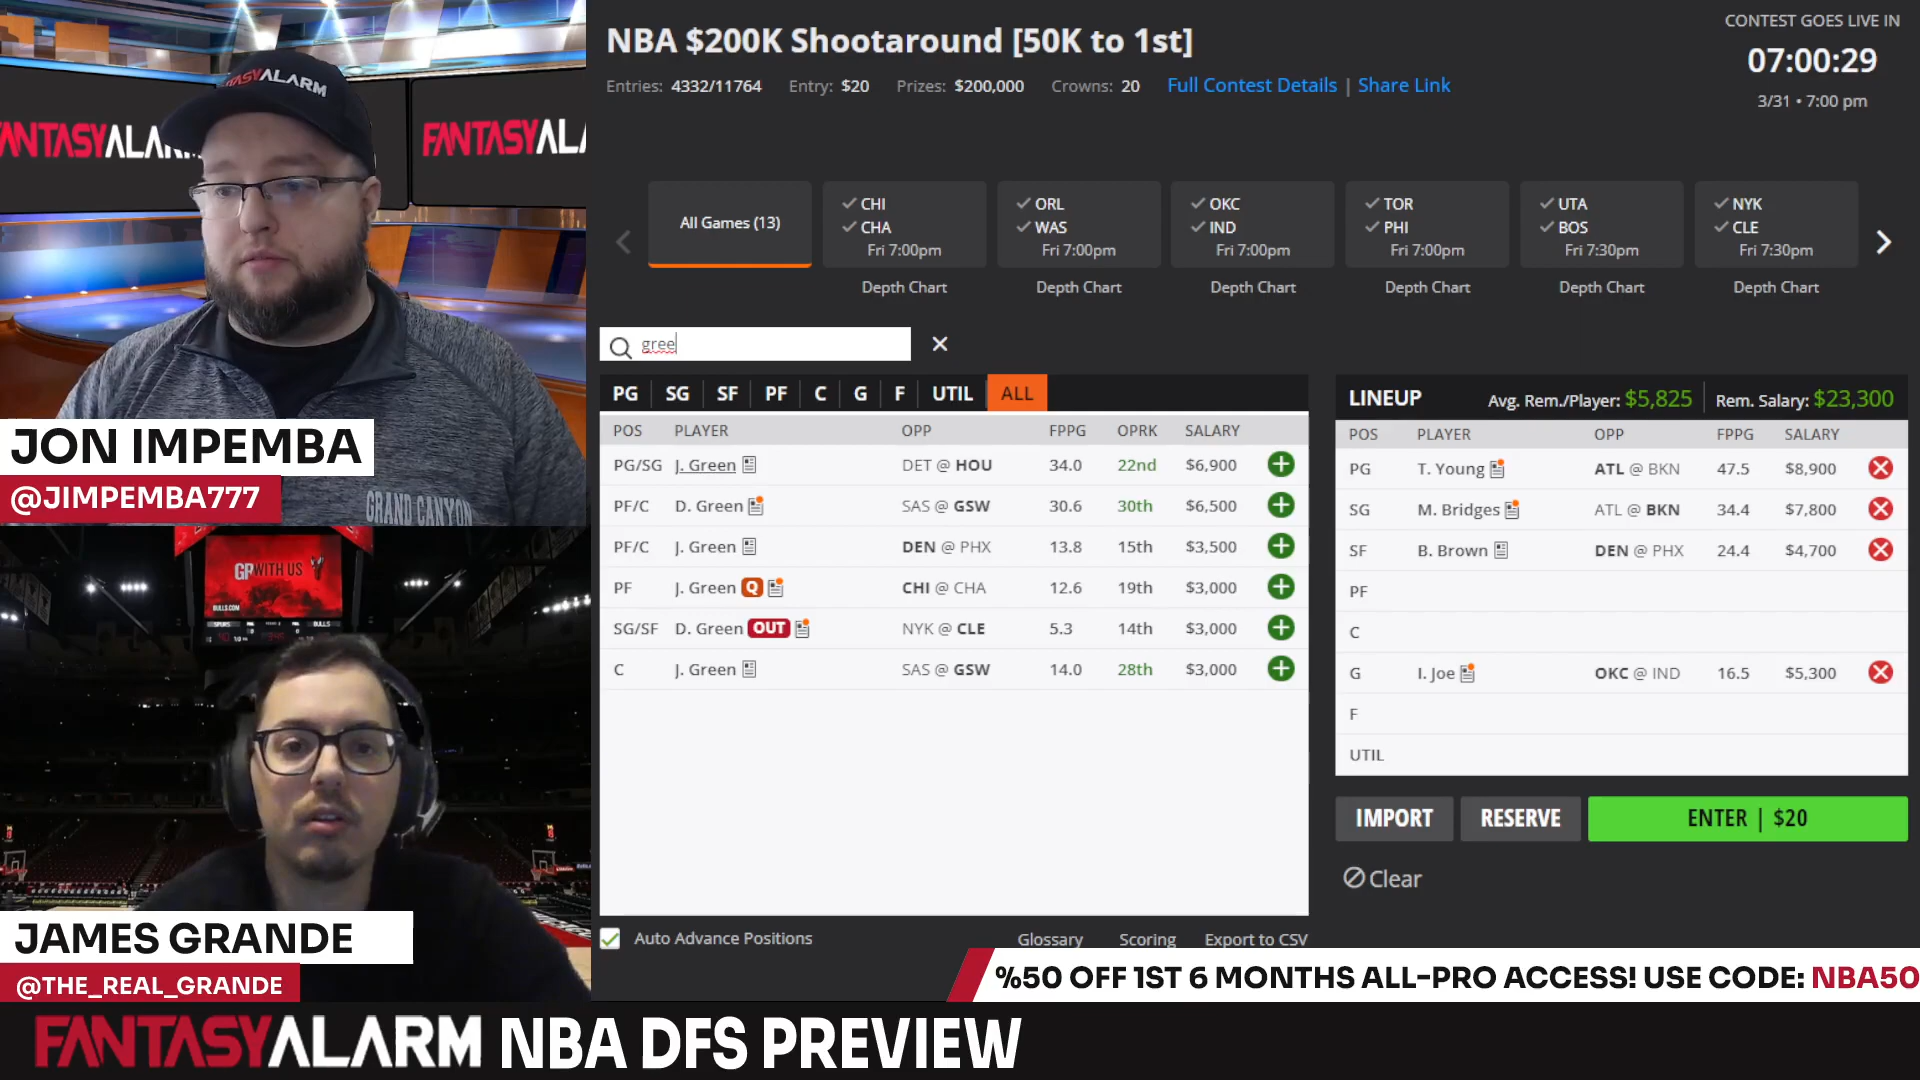 FANTASYALARM
FANTASYALA
FANTASYAL
GRAND CANYON
JON IMPEMBA
@JIMPEMBA777
GP WITH US
BULLS.COM
SPURS
BULLS
JAMES GRANDE
@THE_REAL_GRANDE
NBA $200K Shootaround [50K to 1st]
Entries: 4332/11764 Entry: $20 Prizes: $200,000 Crowns: 20 Full Contest Details | Share Link
CONTEST GOES LIVE IN
07:00:29
3/31 • 7:00 pm
All Games (13)
CHI
CHA
Fri 7:00pm
Depth Chart
ORL
WAS
Fri 7:00pm
Depth Chart
OKC
IND
Fri 7:00pm
Depth Chart
TOR
PHI
Fri 7:00pm
Depth Chart
UTA
BOS
Fri 7:30pm
Depth Chart
NYK
CLE
Fri 7:30pm
Depth Chart
gree
PG SG SF PF C G F UTIL ALL
POS PLAYER OPP FPPG OPRK SALARY
PG/SG J. Green DET @ HOU 34.0 22nd $6,900
PF/C D. Green SAS @ GSW 30.6 30th $6,500
PF/C J. Green DEN @ PHX 13.8 15th $3,500
PF J. Green Q CHI @ CHA 12.6 19th $3,000
SG/SF D. Green OUT NYK @ CLE 5.3 14th $3,000
C J. Green SAS @ GSW 14.0 28th $3,000
Auto Advance Positions
Glossary Scoring Export to CSV
LINEUP Avg. Rem./Player: $5,825 Rem. Salary: $23,300
POS PLAYER OPP FPPG SALARY
PG T. Young ATL @ BKN 47.5 $8,900
SG M. Bridges ATL @ BKN 34.4 $7,800
SF B. Brown DEN @ PHX 24.4 $4,700
PF
C
G I. Joe OKC @ IND 16.5 $5,300
F
UTIL
IMPORT RESERVE ENTER | $20
Clear
%50 OFF 1ST 6 MONTHS ALL-PRO ACCESS! USE CODE: NBA50
FANTASYALARM NBA DFS PREVIEW